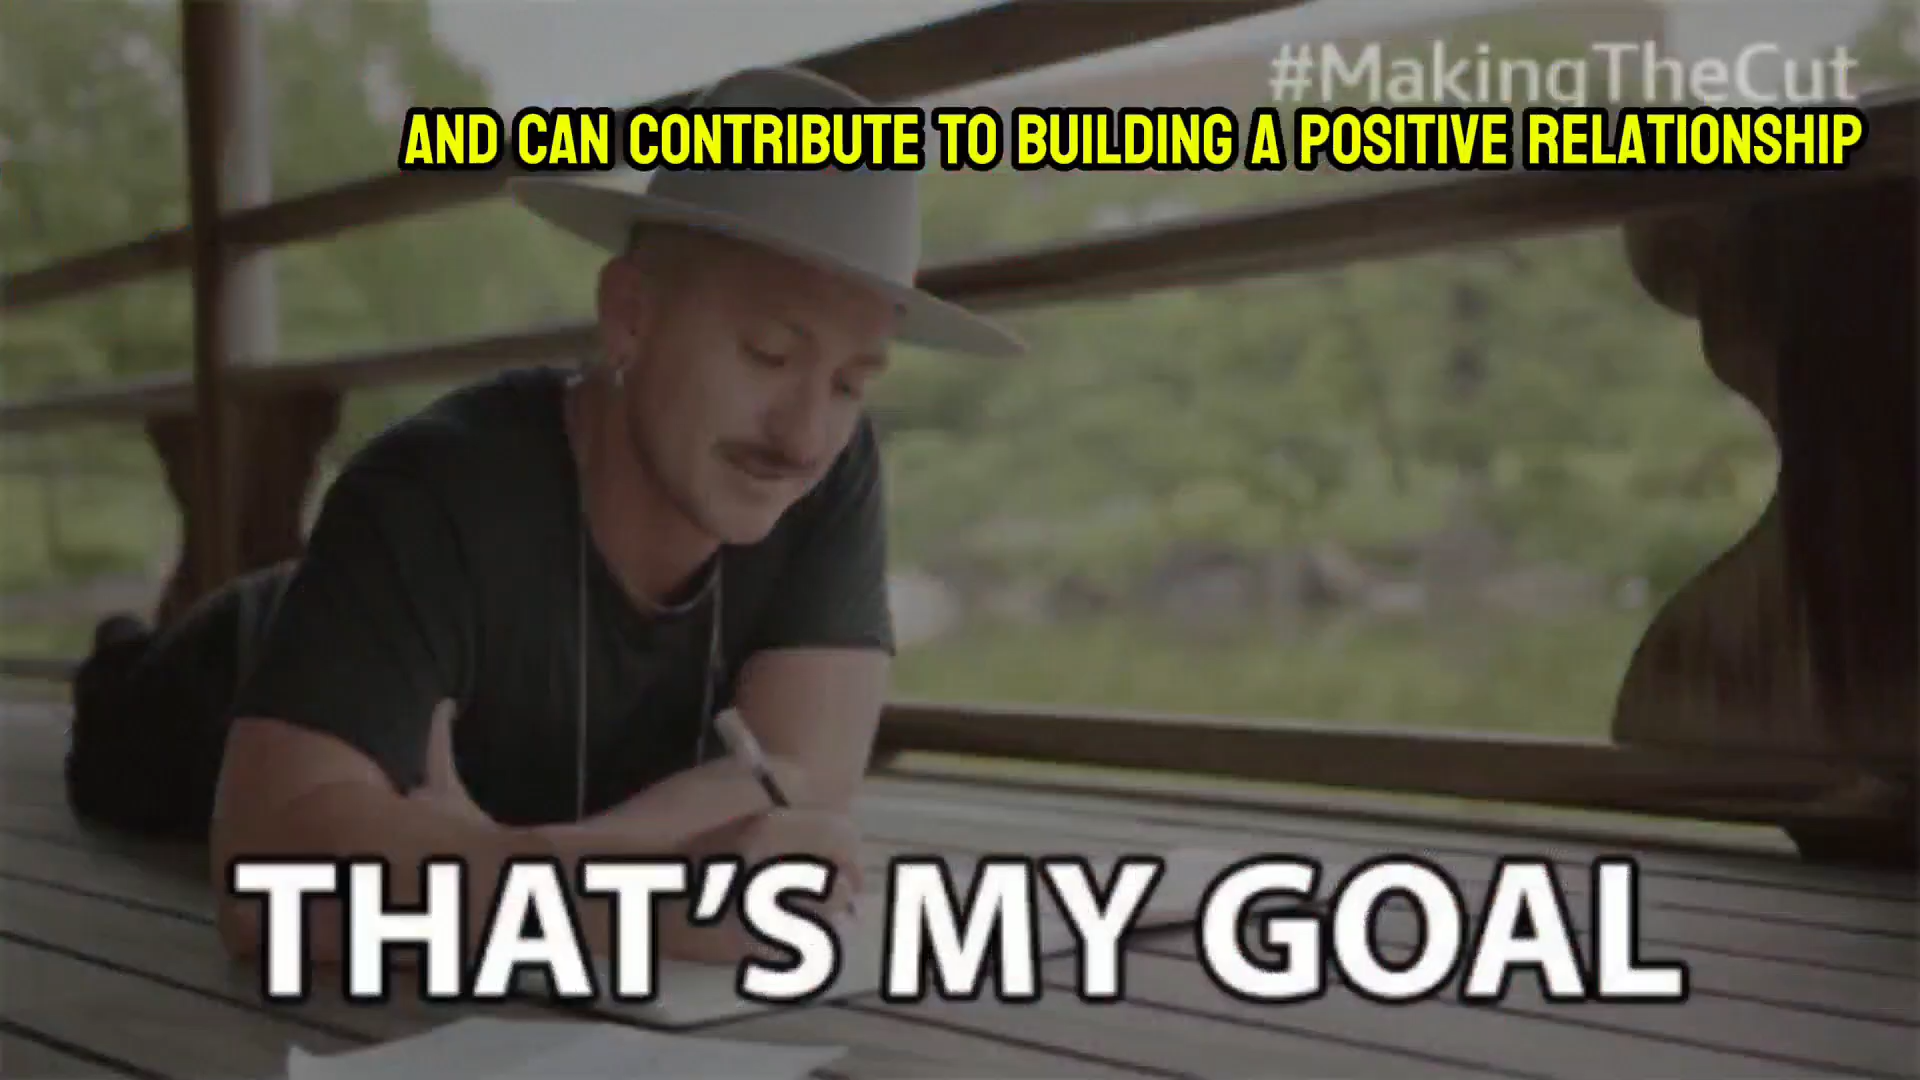 #MakingTheCut
AND CAN CONTRIBUTE TO BUILDING A POSITIVE RELATIONSHIP
THAT'S MY GOAL